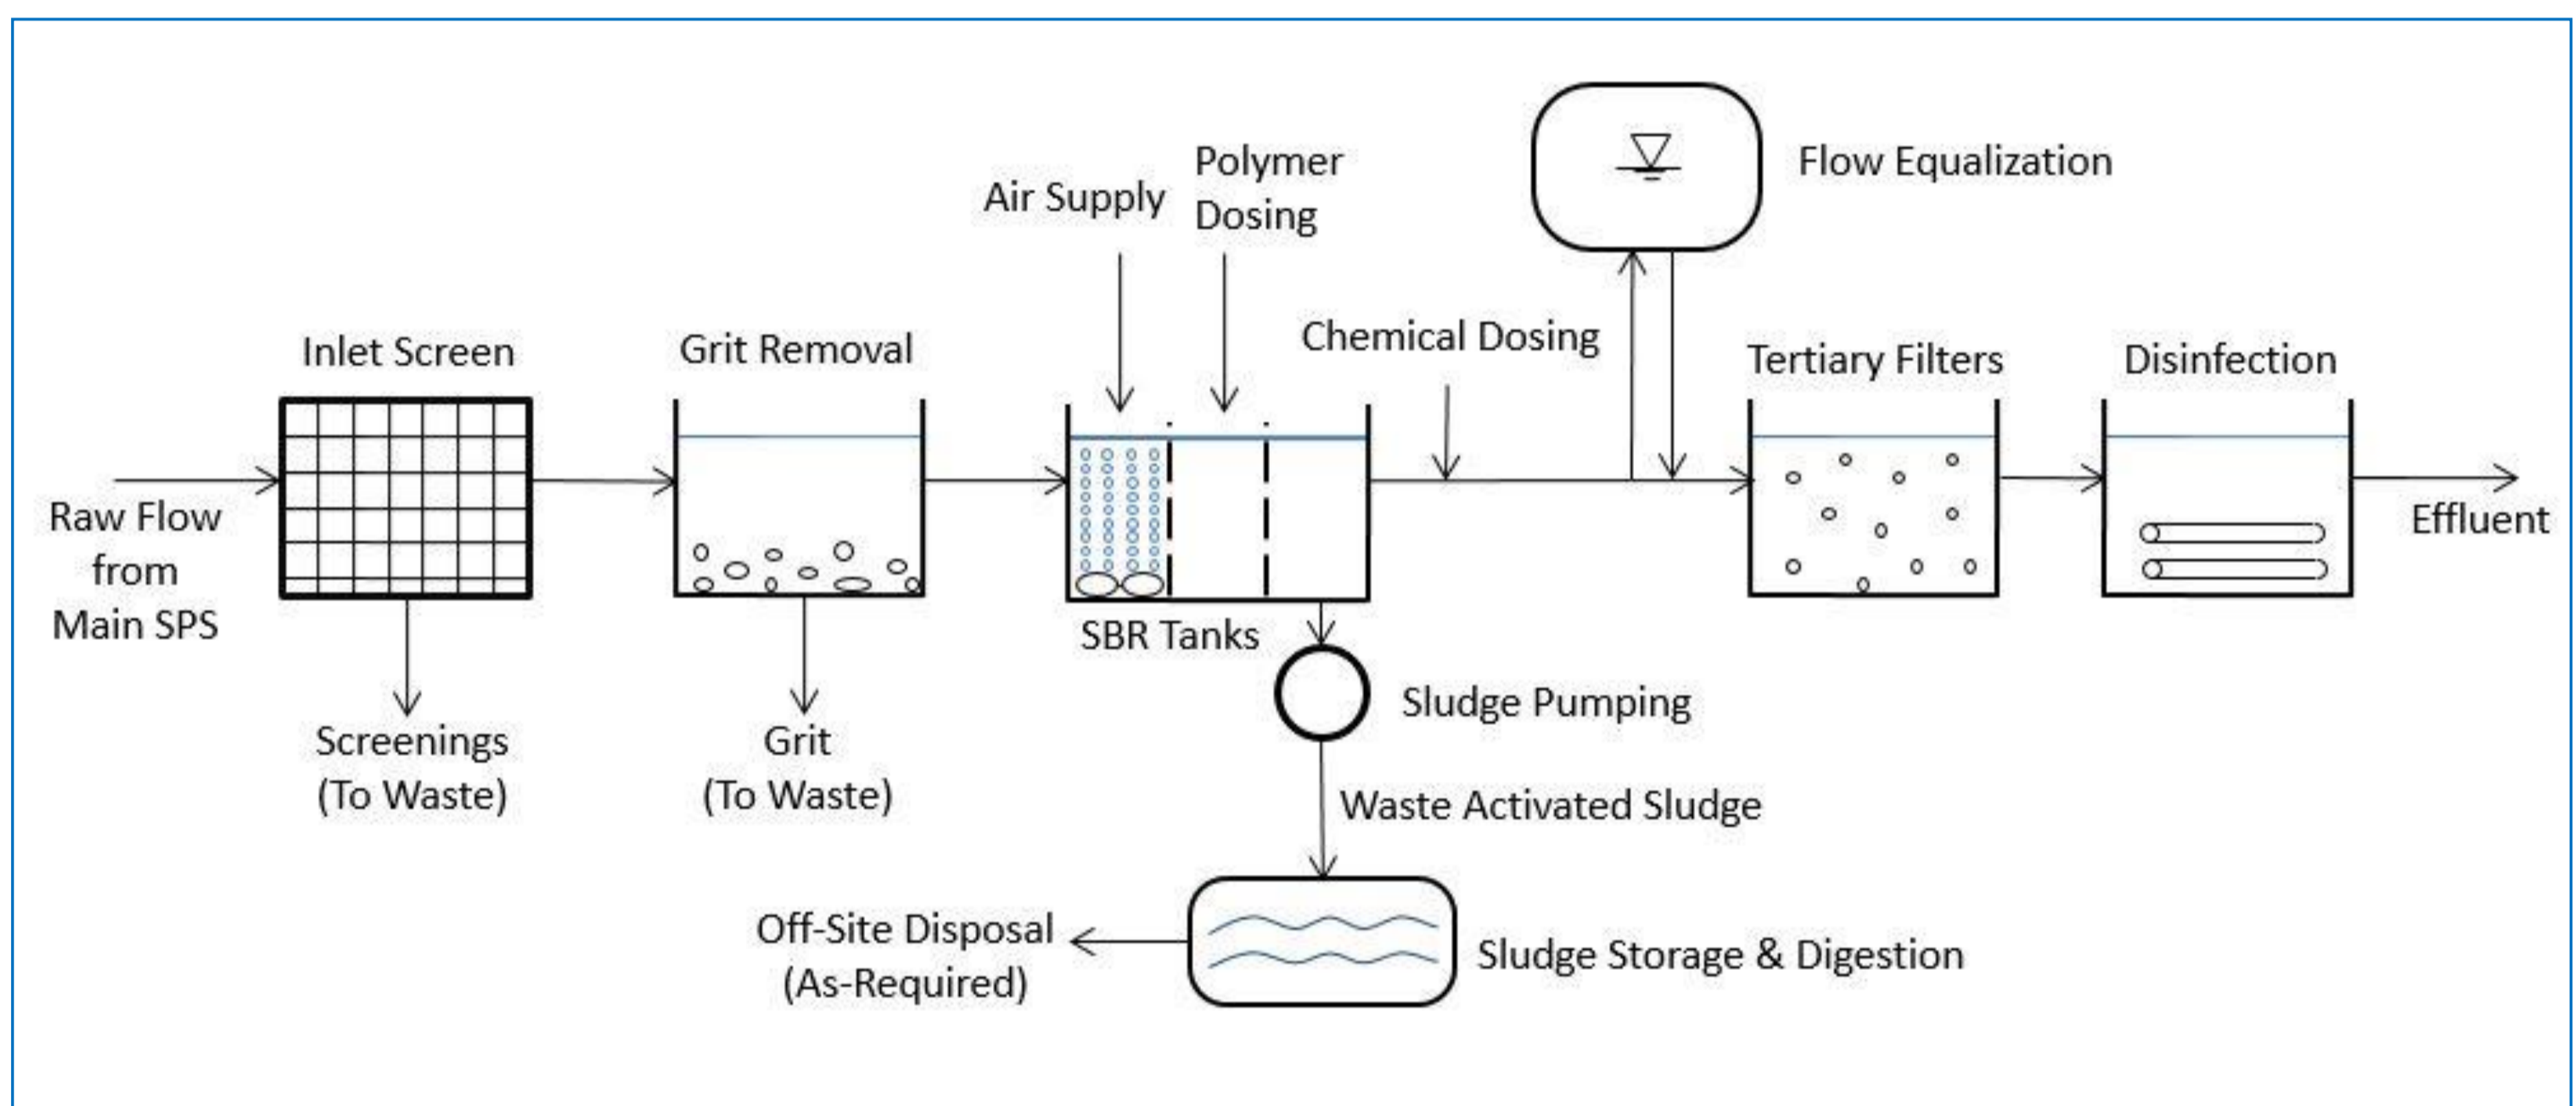 Polymer
Dosing
Air Supply
Flow Equalization
Chemical Dosing
Inlet Screen
Grit Removal
Tertiary Filters
Disinfection
Raw Flow
from
Main SPS
Effluent
SBR Tanks
Sludge Pumping
Screenings
(To Waste)
Grit
(To Waste)
Waste Activated Sludge
Off-Site Disposal
(As-Required)
Sludge Storage & Digestion